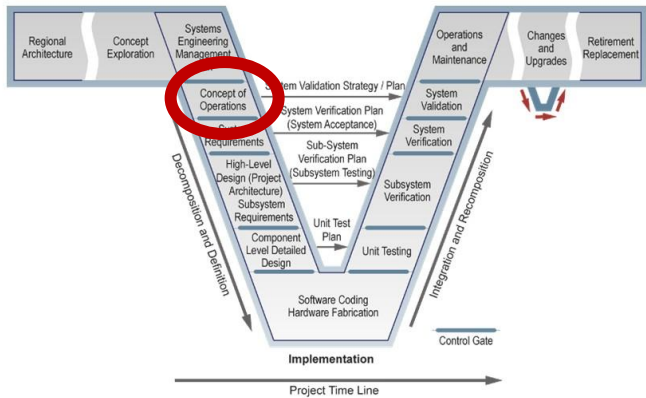 Regional
Architecture
Concept
Exploration
Systems
Engineering
Management
Concept of
Operations
Requirements
High-Level
Design (Project
Architecture)
Subsystem
Requirements
Component
Level Detailed
Design
Software Coding
Hardware Fabrication
Implementation
System Validation Strategy / Plan
System Verification Plan
(System Acceptance)
Sub-System
Verification Plan
(Subsystem Testing)
Unit Test
Plan
Operations
and
Maintenance
System
Validation
System
Verification
Subsystem
Verification
Unit Testing
Changes
and
Upgrades
Retirement
Replacement
Decomposition and Definition
Integration and Recomposition
Control Gate
Project Time Line